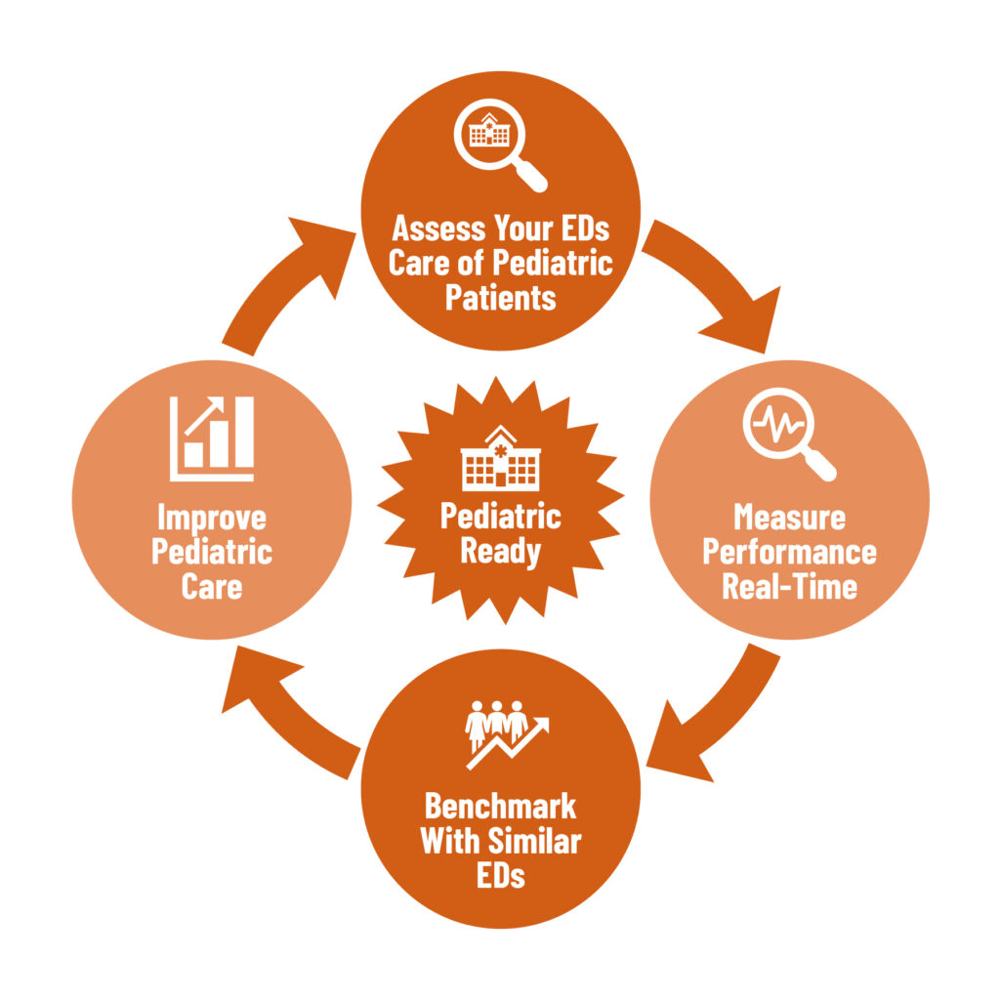 Assess Your EDs
Care of Pediatric
Patients
Measure
Performance
Real-Time
Benchmark
With Similar
EDs
Improve
Pediatric
Care
Pediatric
Ready